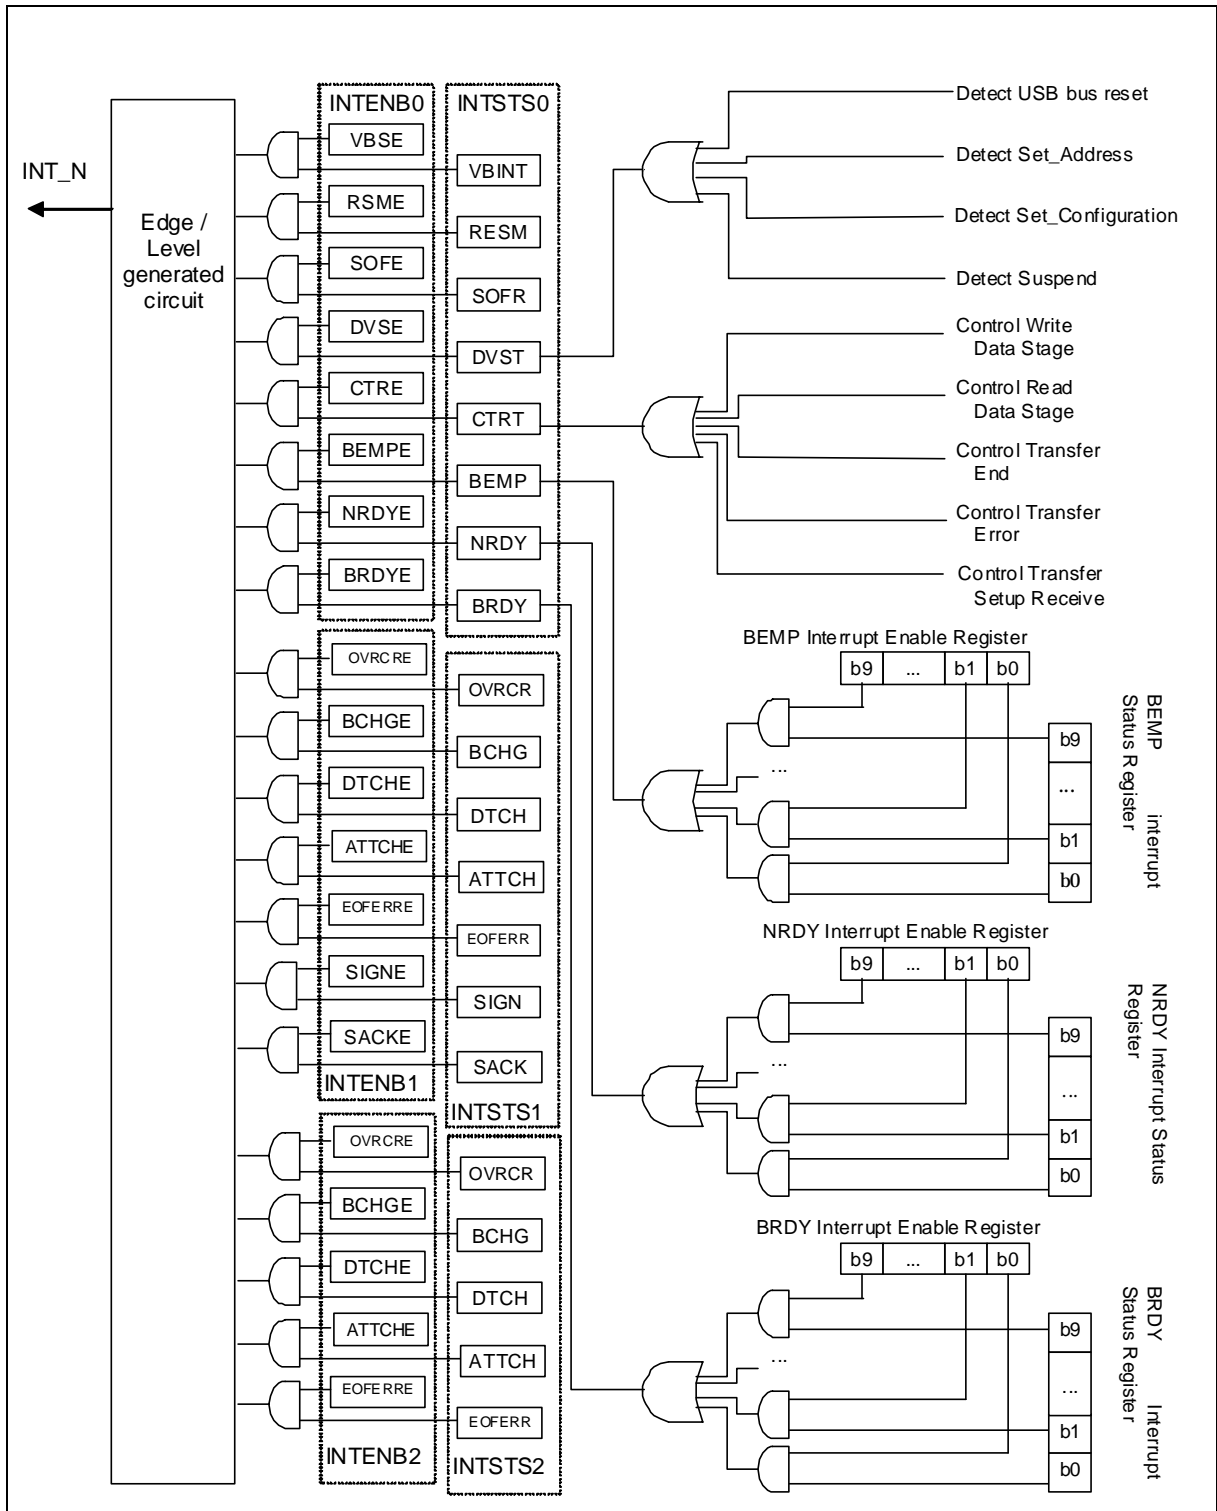 INT_N
Edge /
Level
generated
circuit
INTENB0
VBSE
RSME
SOFE
DVSE
CTRE
BEMPE
NRDYE
BRDYE
INTSTS0
VBINT
RESM
SOFR
DVST
CTRT
BEMP
NRDY
BRDY
OVRCRE
BCHGE
DTCHE
ATTCHE
EOFERRE
SIGNE
SACKE
INTENB1
OVRCR
BCHG
DTCH
ATTCH
EOFERR
SIGN
SACK
INTSTS1
OVRCRE
BCHGE
DTCHE
ATTCHE
EOFERRE
INTENB2
OVRCR
BCHG
DTCH
ATTCH
EOFERR
INTSTS2
Detect USB bus reset
Detect Set_Address
Detect Set_Configuration
Detect Suspend
Control Write
Data Stage
Control Read
Data Stage
Control Transfer
End
Control Transfer
Error
Control Transfer
Setup Receive
BEMP Interrupt Enable Register
b9 ... b1 b0
...
b9
...
b1
b0
BEMP interrupt
Status Register
NRDY Interrupt Enable Register
b9 ... b1 b0
...
b9
...
b1
b0
NRDY Interrupt Status
Register
BRDY Interrupt Enable Register
b9 ... b1 b0
...
b9
...
b1
b0
BRDY Interrupt
Status Register